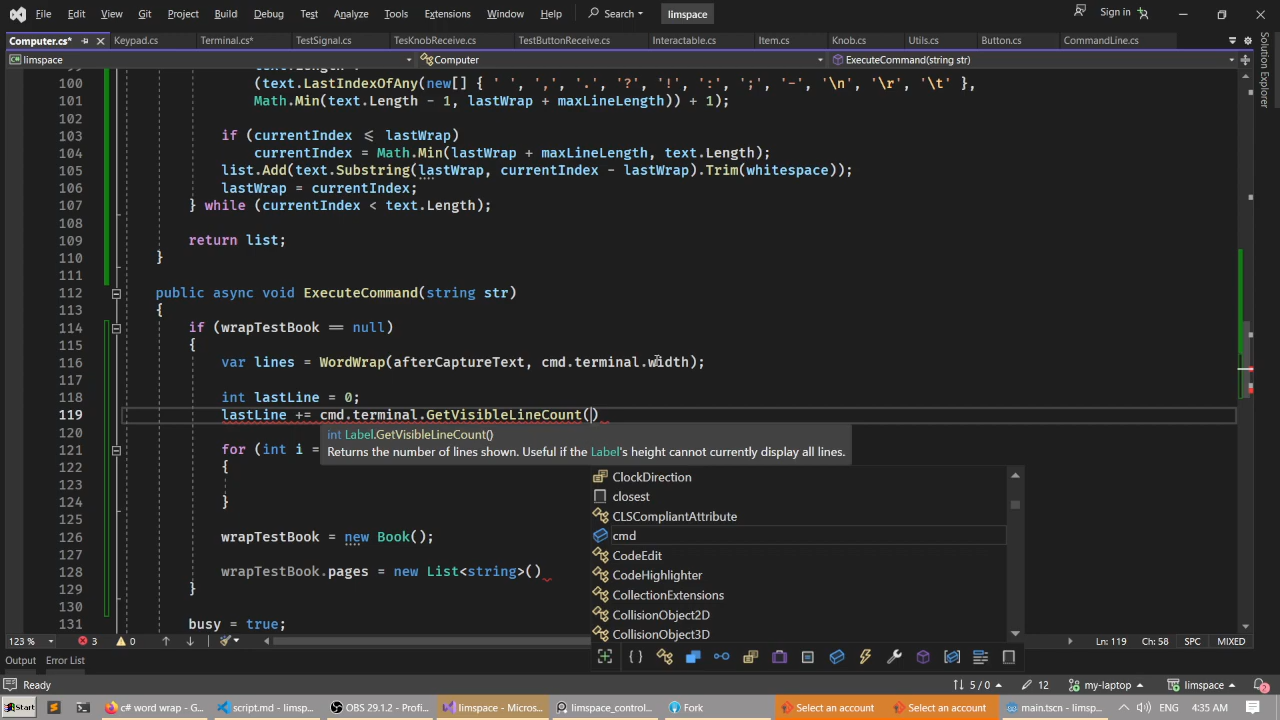 File Edit View Git Project Build Debug Test Analyze Tools Extensions Window Help Search limspace Sign in
Computer.cs* Keypad.cs Terminal.cs* TestSignal.cs TesKnobReceive.cs TestButtonReceive.cs Interactable.cs Item.cs Knob.cs Utils.cs Button.cs CommandLine.cs
limspace Computer ExecuteCommand(string str)
Solution Explorer
100 (text.LastIndexOfAny(new[] { ' ', ',', '.', '?', '!', ':', ';', '-', '\n', '\r', '\t' },
101 Math.Min(text.Length - 1, lastWrap + maxLineLength)) + 1);
102
103 if (currentIndex <= lastWrap)
104 currentIndex = Math.Min(lastWrap + maxLineLength, text.Length);
105 list.Add(text.Substring(lastWrap, currentIndex - lastWrap).Trim(whitespace));
106 lastWrap = currentIndex;
107 } while (currentIndex < text.Length);
108
109 return list;
110 }
111
112 public async void ExecuteCommand(string str)
113 {
114 if (wrapTestBook == null)
115 {
116 var lines = WordWrap(afterCaptureText, cmd.terminal.width);
117
118 int lastLine = 0;
119 lastLine += cmd.terminal.GetVisibleLineCount()
120 int Label.GetVisibleLineCount()
121 for (int i = Returns the number of lines shown. Useful if the Label's height cannot currently display all lines.
122 {
ClockDirection
123 closest
124 } CLSCompliantAttribute
125 cmd
126 wrapTestBook = new Book(); CodeEdit
127 CodeHighlighter
128 wrapTestBook.pages = new List<string>() CollectionExtensions
129 } CollisionObject2D
130 CollisionObject3D
131 busy = true;
123 % 3 0 Ln: 119 Ch: 58 SPC MIXED
Output Error List
Ready 5 / 0 12 my-laptop limspace 2
Start c# word wrap - G... script.md - limsp... OBS 29.1.2 - Profi... limspace - Micros... limspace_control... Fork Select an account Select an account main.tscn - limsp... ENG 4:35 AM